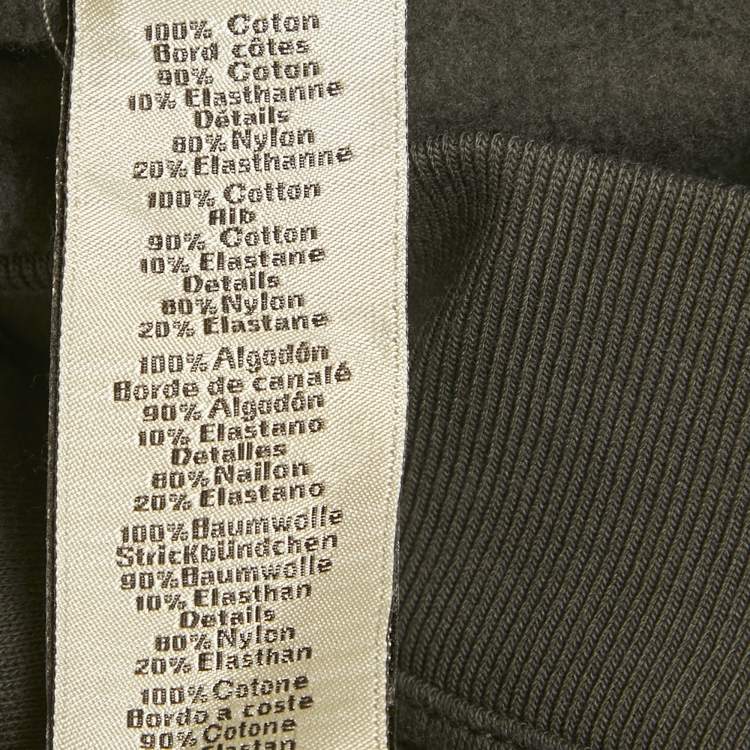 100% Coton
Bord côtes
90% Coton
10% Elasthanne
Détails
80% Nylon
20% Elasthanne
100% Cotton
Rib
90% Cotton
10% Elastane
Details
80% Nylon
20% Elastane
100% Algodón
Borde de canalé
90% Algodón
10% Elastano
Detalles
80% Nailon
20% Elastano
100% Baumwolle
Strickbündchen
90% Baumwolle
10% Elasthan
Details
80% Nylon
20% Elasthan
100% Cotone
Bordo a coste
90% Cotone
Elastan